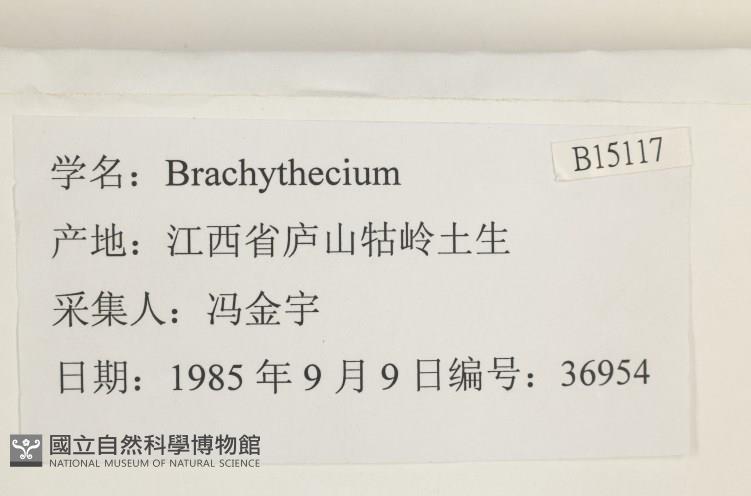 学名：Brachythecium
B15117
产地：江西省庐山牯岭土生
采集人：冯金宇
日期：1985 年 9 月 9 日编号：36954
國立自然科學博物館
NATIONAL MUSEUM OF NATURAL SCIENCE